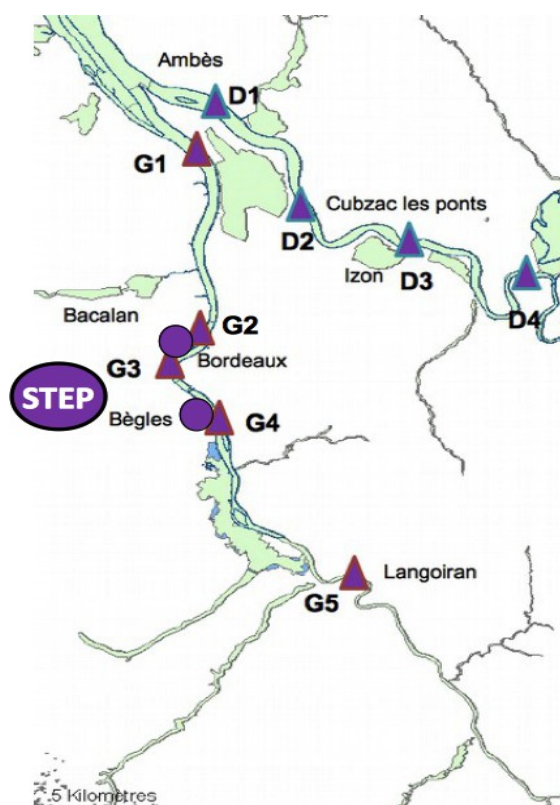 Ambès
D1
G1
Cubzac les ponts
D2
D3
Izon
D4
Bacalan
G2
Bordeaux
G3
STEP
Bègles
G4
Langoiran
G5
5 Kilomètres